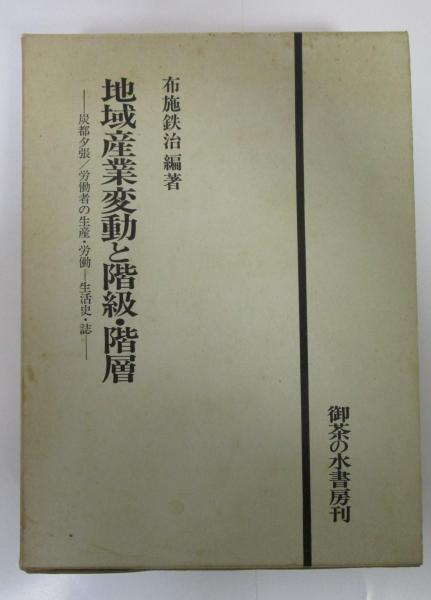 布施鉄治編著
地域産業変動と階級・階層
──炭都夕張／労働者の生産・労働─生活史・誌──
御茶の水書房刊